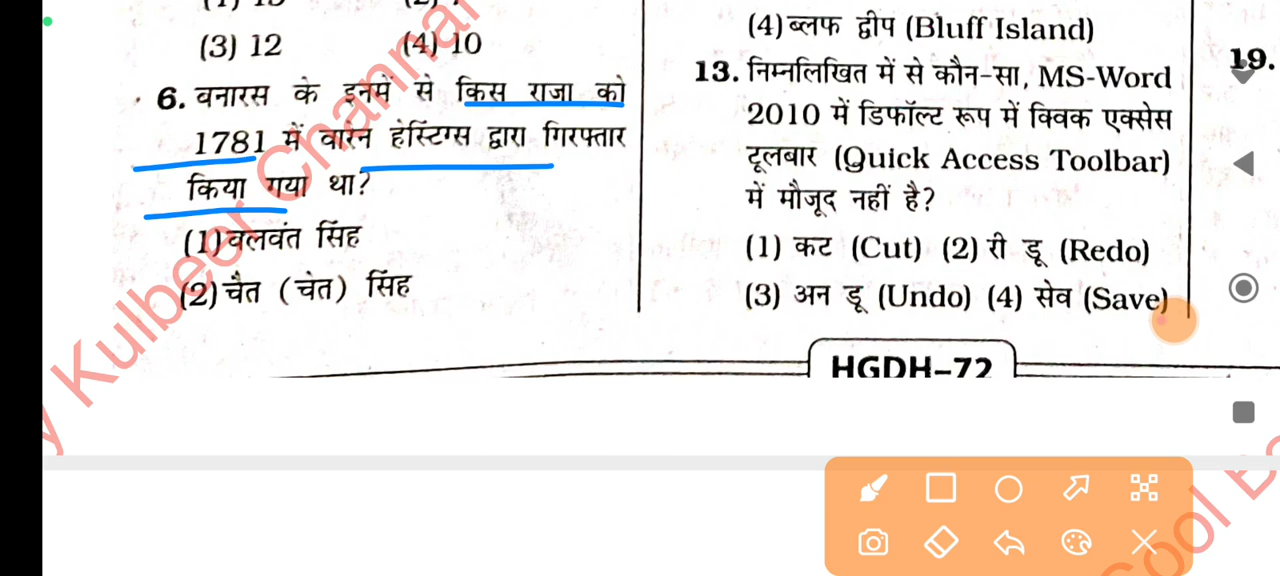 (3) 12 (4) 10
6. बनारस के इनमें से किस राजा को
1781 में वारेन हेस्टिंग्स द्वारा गिरफ्तार
किया गया था?
(1) बलवंत सिंह
(2) चैत (चेत) सिंह
(4) ब्लफ द्वीप (Bluff Island)
13. निम्नलिखित में से कौन-सा, MS-Word
2010 में डिफॉल्ट रूप में क्विक एक्सेस
टूलबार (Quick Access Toolbar)
में मौजूद नहीं है?
(1) कट (Cut) (2) री डू (Redo)
(3) अन डू (Undo) (4) सेव (Save)
19.
HGDH-72
y Kulbeer Channa